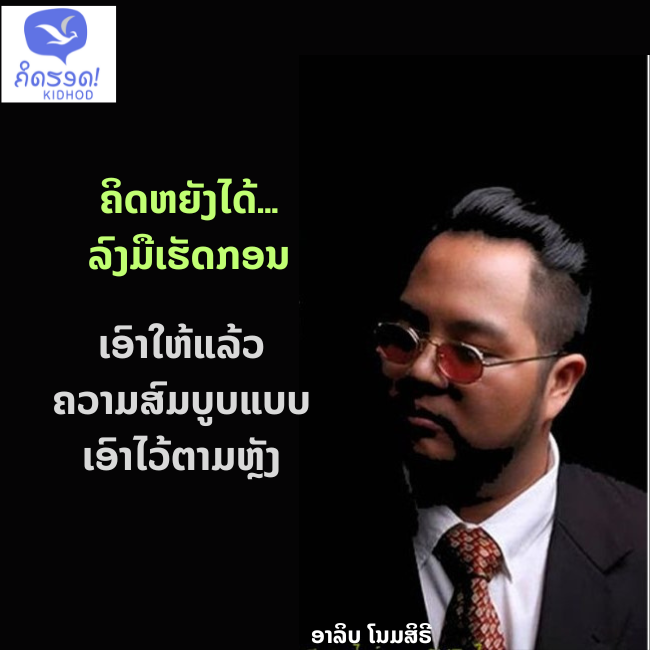 ຄິດຮອດ!
KIDHOD
ຄິດຫຍັງໄດ້...
ລົງມືເຮັດກອນ
ເອົາໃຫ້ແລ້ວ
ຄວາມສົມບູບແບບ
ເອົາໄວ້ຕາມຫຼັງ
ອາລິບ ໂນມສິຣິ